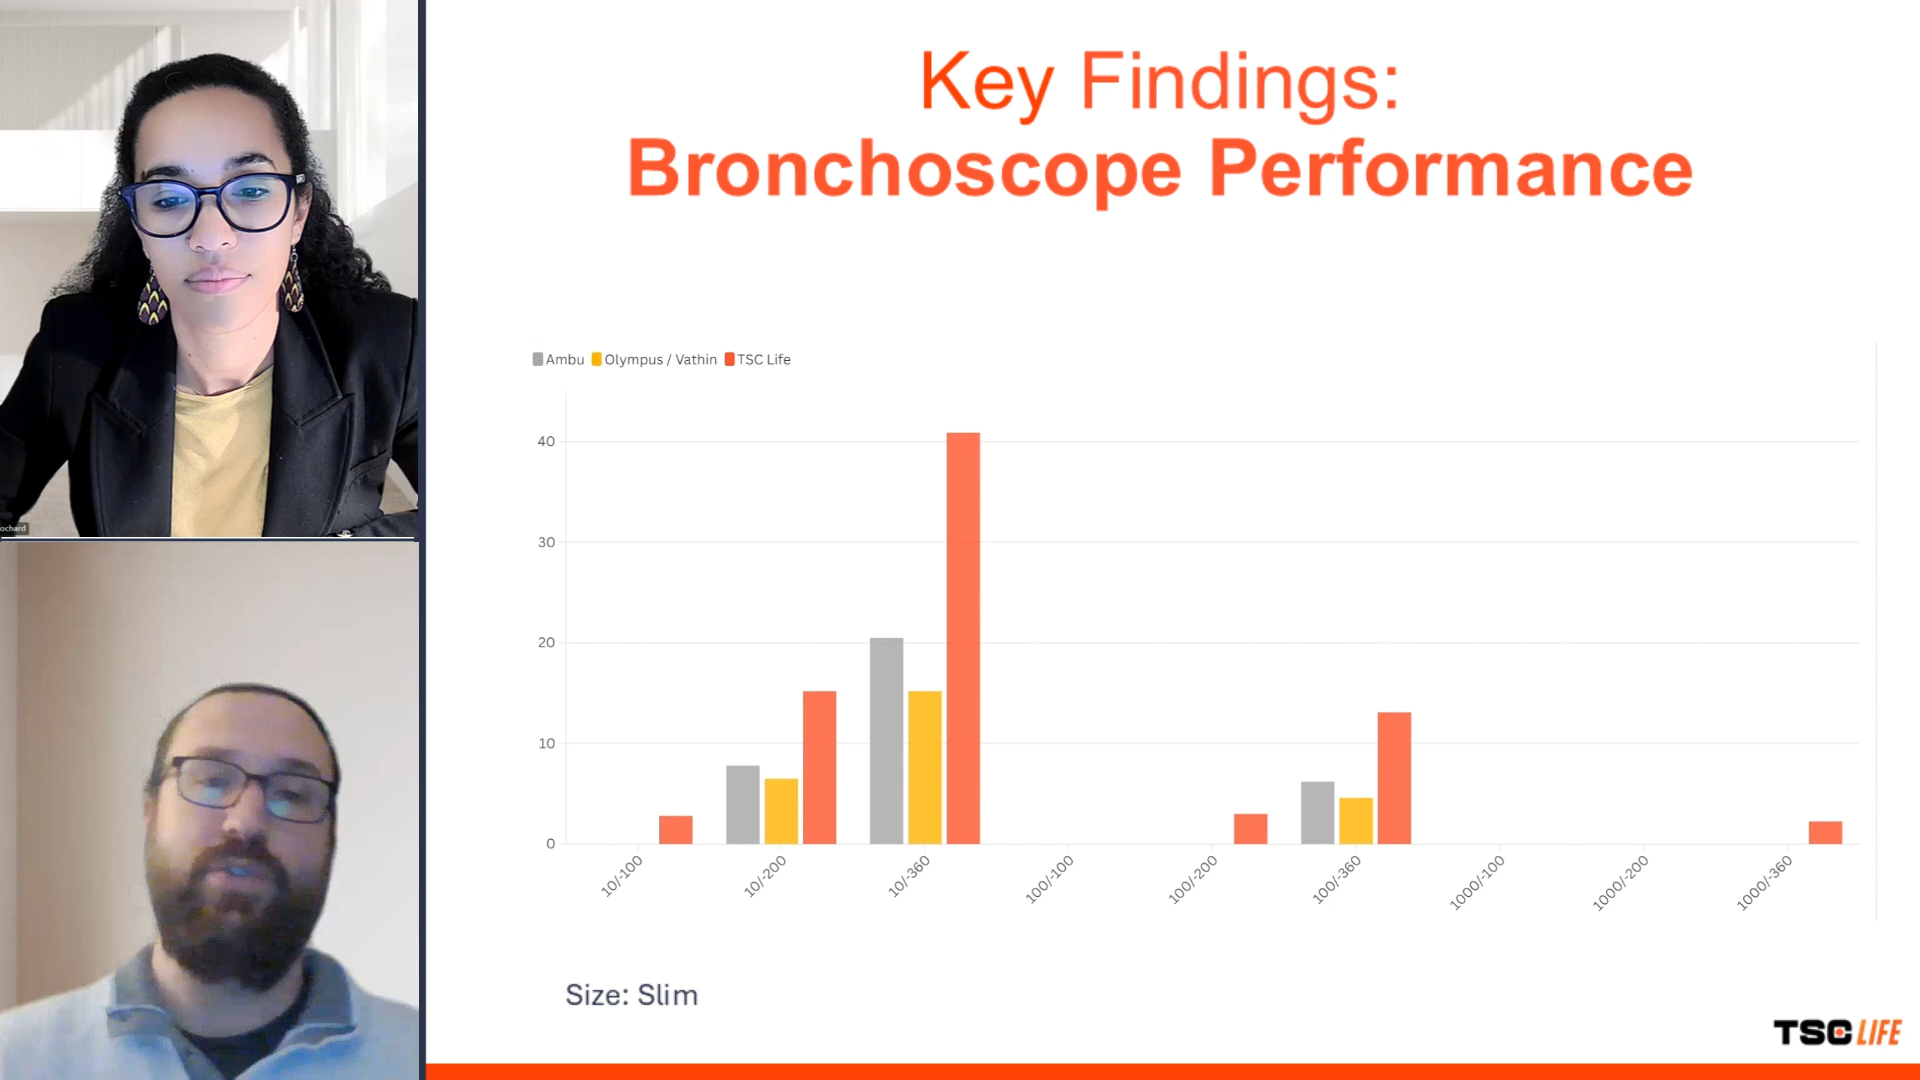 Key Findings:
Bronchoscope Performance
Ambu Olympus / Vathin TSC Life
40
30
20
10
0
10/-100 10/-200 10/-360 100/-100 100/-200 100/-360 1000/-100 1000/-200 1000/-360
Size: Slim
TSC LIFE
ochard